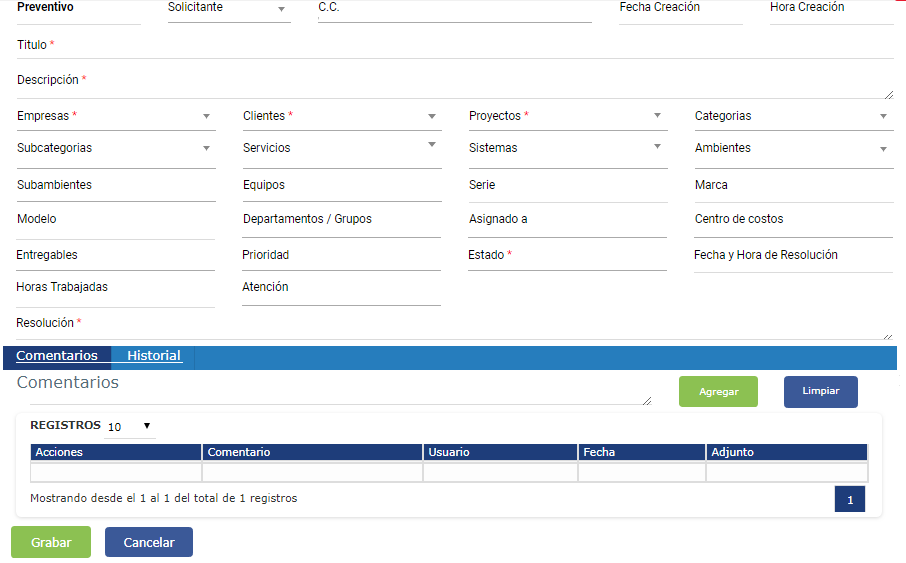 Preventivo Solicitante C.C. Fecha Creación Hora Creación
Titulo *
Descripción *
Empresas * Clientes * Proyectos * Categorias
Subcategorias Servicios Sistemas Ambientes
Subambientes Equipos Serie Marca
Modelo Departamentos / Grupos Asignado a Centro de costos
Entregables Prioridad Estado * Fecha y Hora de Resolución
Horas Trabajadas Atención
Resolución *
Comentarios Historial
Comentarios Agregar Limpiar
REGISTROS 10
Acciones Comentario Usuario Fecha Adjunto
Mostrando desde el 1 al 1 del total de 1 registros 1
Grabar Cancelar